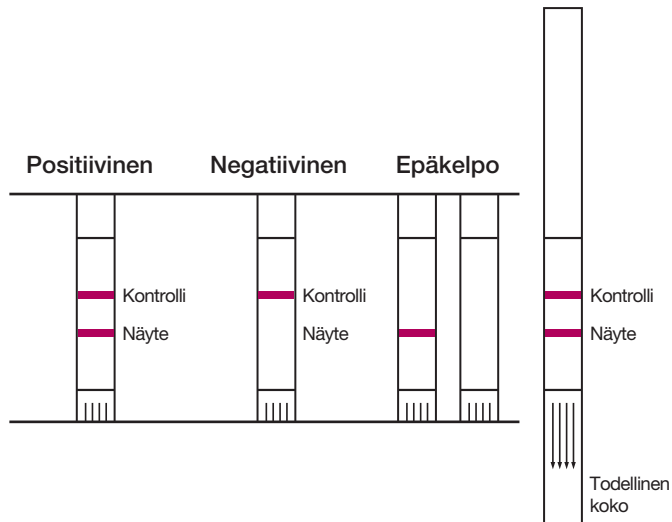 Positiivinen
Negatiivinen
Epäkelpo
Kontrolli
Kontrolli
Kontrolli
Näyte
Näyte
Näyte
Todellinen
koko